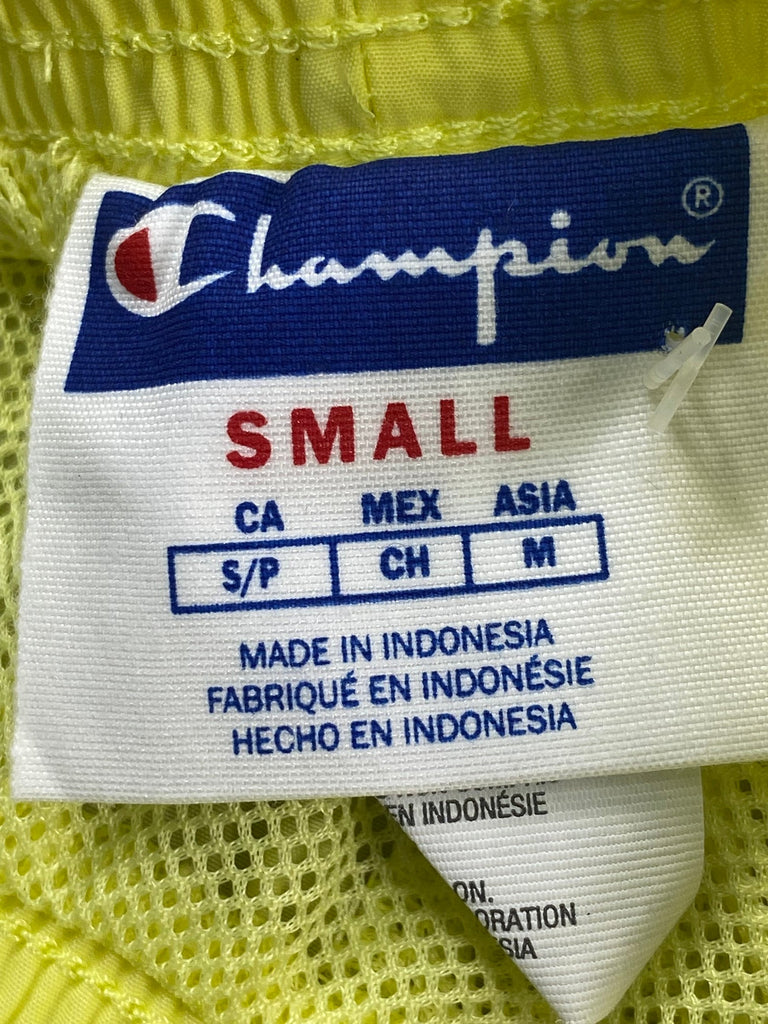 Champion®
SMALL
CA MEX ASIA
S/P CH M
MADE IN INDONESIA
FABRIQUÉ EN INDONÉSIE
HECHO EN INDONESIA
EN INDONÉSIE
ON.
ORATION
SIA